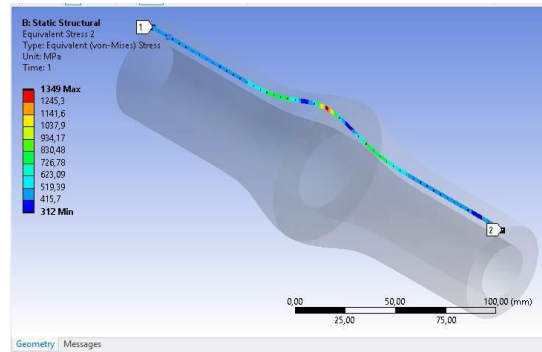 B: Static Structural
Equivalent Stress 2
Type: Equivalent (von-Mises) Stress
Unit: MPa
Time: 1
1349 Max
1245,3
1141,6
1037,9
934,17
830,48
726,78
623,09
519,39
415,7
312 Min
1
2
0,00 50,00 100,00 (mm)
25,00 75,00
Geometry Messages